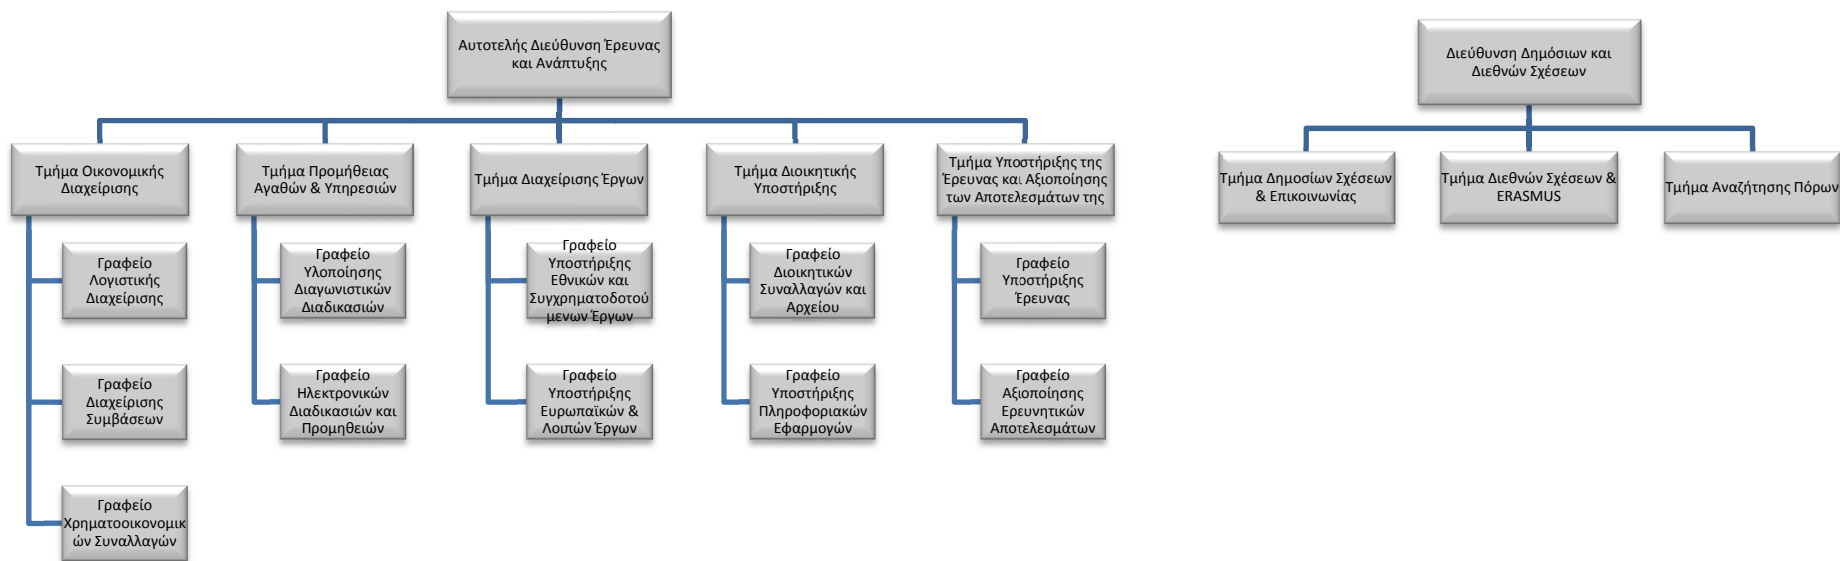 Αυτοτελής Διεύθυνση Έρευνας
και Ανάπτυξης
Τμήμα Οικονομικής
Διαχείρισης
Γραφείο
Λογιστικής
Διαχείρισης
Γραφείο
Διαχείρισης
Συμβάσεων
Γραφείο
Χρηματοοικονομικ
ών Συναλλαγών
Τμήμα Προμήθειας
Αγαθών & Υπηρεσιών
Γραφείο
Υλοποίησης
Διαγωνιστικών
Διαδικασιών
Γραφείο
Ηλεκτρονικών
Διαδικασιών και
Προμηθειών
Τμήμα Διαχείρισης Έργων
Γραφείο
Υποστήριξης
Εθνικών και
Συγχρηματοδοτού
μενων Έργων
Γραφείο
Υποστήριξης
Ευρωπαϊκών &
Λοιπών Έργων
Τμήμα Διοικητικής
Υποστήριξης
Γραφείο
Διοικητικών
Συναλλαγών και
Αρχείου
Γραφείο
Υποστήριξης
Πληροφοριακών
Εφαρμογών
Τμήμα Υποστήριξης της
Έρευνας και Αξιοποίησης
των Αποτελεσμάτων της
Γραφείο
Υποστήριξης
Έρευνας
Γραφείο
Αξιοποίησης
Ερευνητικών
Αποτελεσμάτων
Διεύθυνση Δημόσιων και
Διεθνών Σχέσεων
Τμήμα Δημοσίων Σχέσεων
& Επικοινωνίας
Τμήμα Διεθνών Σχέσεων &
ERASMUS
Τμήμα Αναζήτησης Πόρων